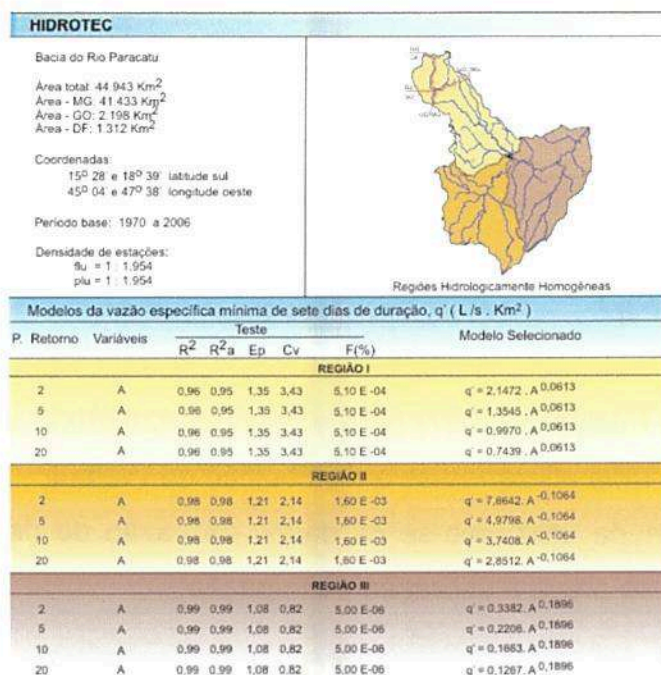 HIDROTEC
Bacia do Rio Paracatu
Área total: 44.943 Km²
Área - MG: 41.433 Km²
Área - GO: 2.198 Km²
Área - DF: 1.312 Km²
Coordenadas:
15º 28' e 18º 39' latitude sul
45º 04' e 47º 38' longitude oeste
Período base: 1970 a 2006
Densidade de estações:
flu = 1 : 1.954
plu = 1 : 1.954
Regiões Hidrologicamente Homogêneas
Modelos da vazão específica mínima de sete dias de duração, q' ( L /s . Km² )
P. Retorno Variáveis Teste Modelo Selecionado
R² R²a Ep Cv F(%)
REGIÃO I
2 A 0,96 0,95 1,35 3,43 5,10 E -04 q' = 2,1472 . A^0,0613
5 A 0,96 0,95 1,35 3,43 5,10 E -04 q' = 1,3545 . A^0,0613
10 A 0,96 0,95 1,35 3,43 5,10 E -04 q' = 0,9970 . A^0,0613
20 A 0,96 0,95 1,35 3,43 5,10 E -04 q' = 0,7439 . A^0,0613
REGIÃO II
2 A 0,98 0,98 1,21 2,14 1,60 E -03 q' = 7,6642. A^-0,1064
5 A 0,98 0,98 1,21 2,14 1,60 E -03 q' = 4,9798. A^-0,1064
10 A 0,98 0,98 1,21 2,14 1,60 E -03 q' = 3,7408. A^-0,1064
20 A 0,98 0,98 1,21 2,14 1,60 E -03 q' = 2,8512. A^-0,1064
REGIÃO III
2 A 0,99 0,99 1,08 0,82 5,00 E-06 q' = 0,3382. A^0,1896
5 A 0,99 0,99 1,08 0,82 5,00 E-06 q' = 0,2206. A^0,1896
10 A 0,99 0,99 1,08 0,82 5,00 E-06 q' = 0,1663. A^0,1896
20 A 0,99 0,99 1,08 0,82 5,00 E-06 q' = 0,1267. A^0,1896